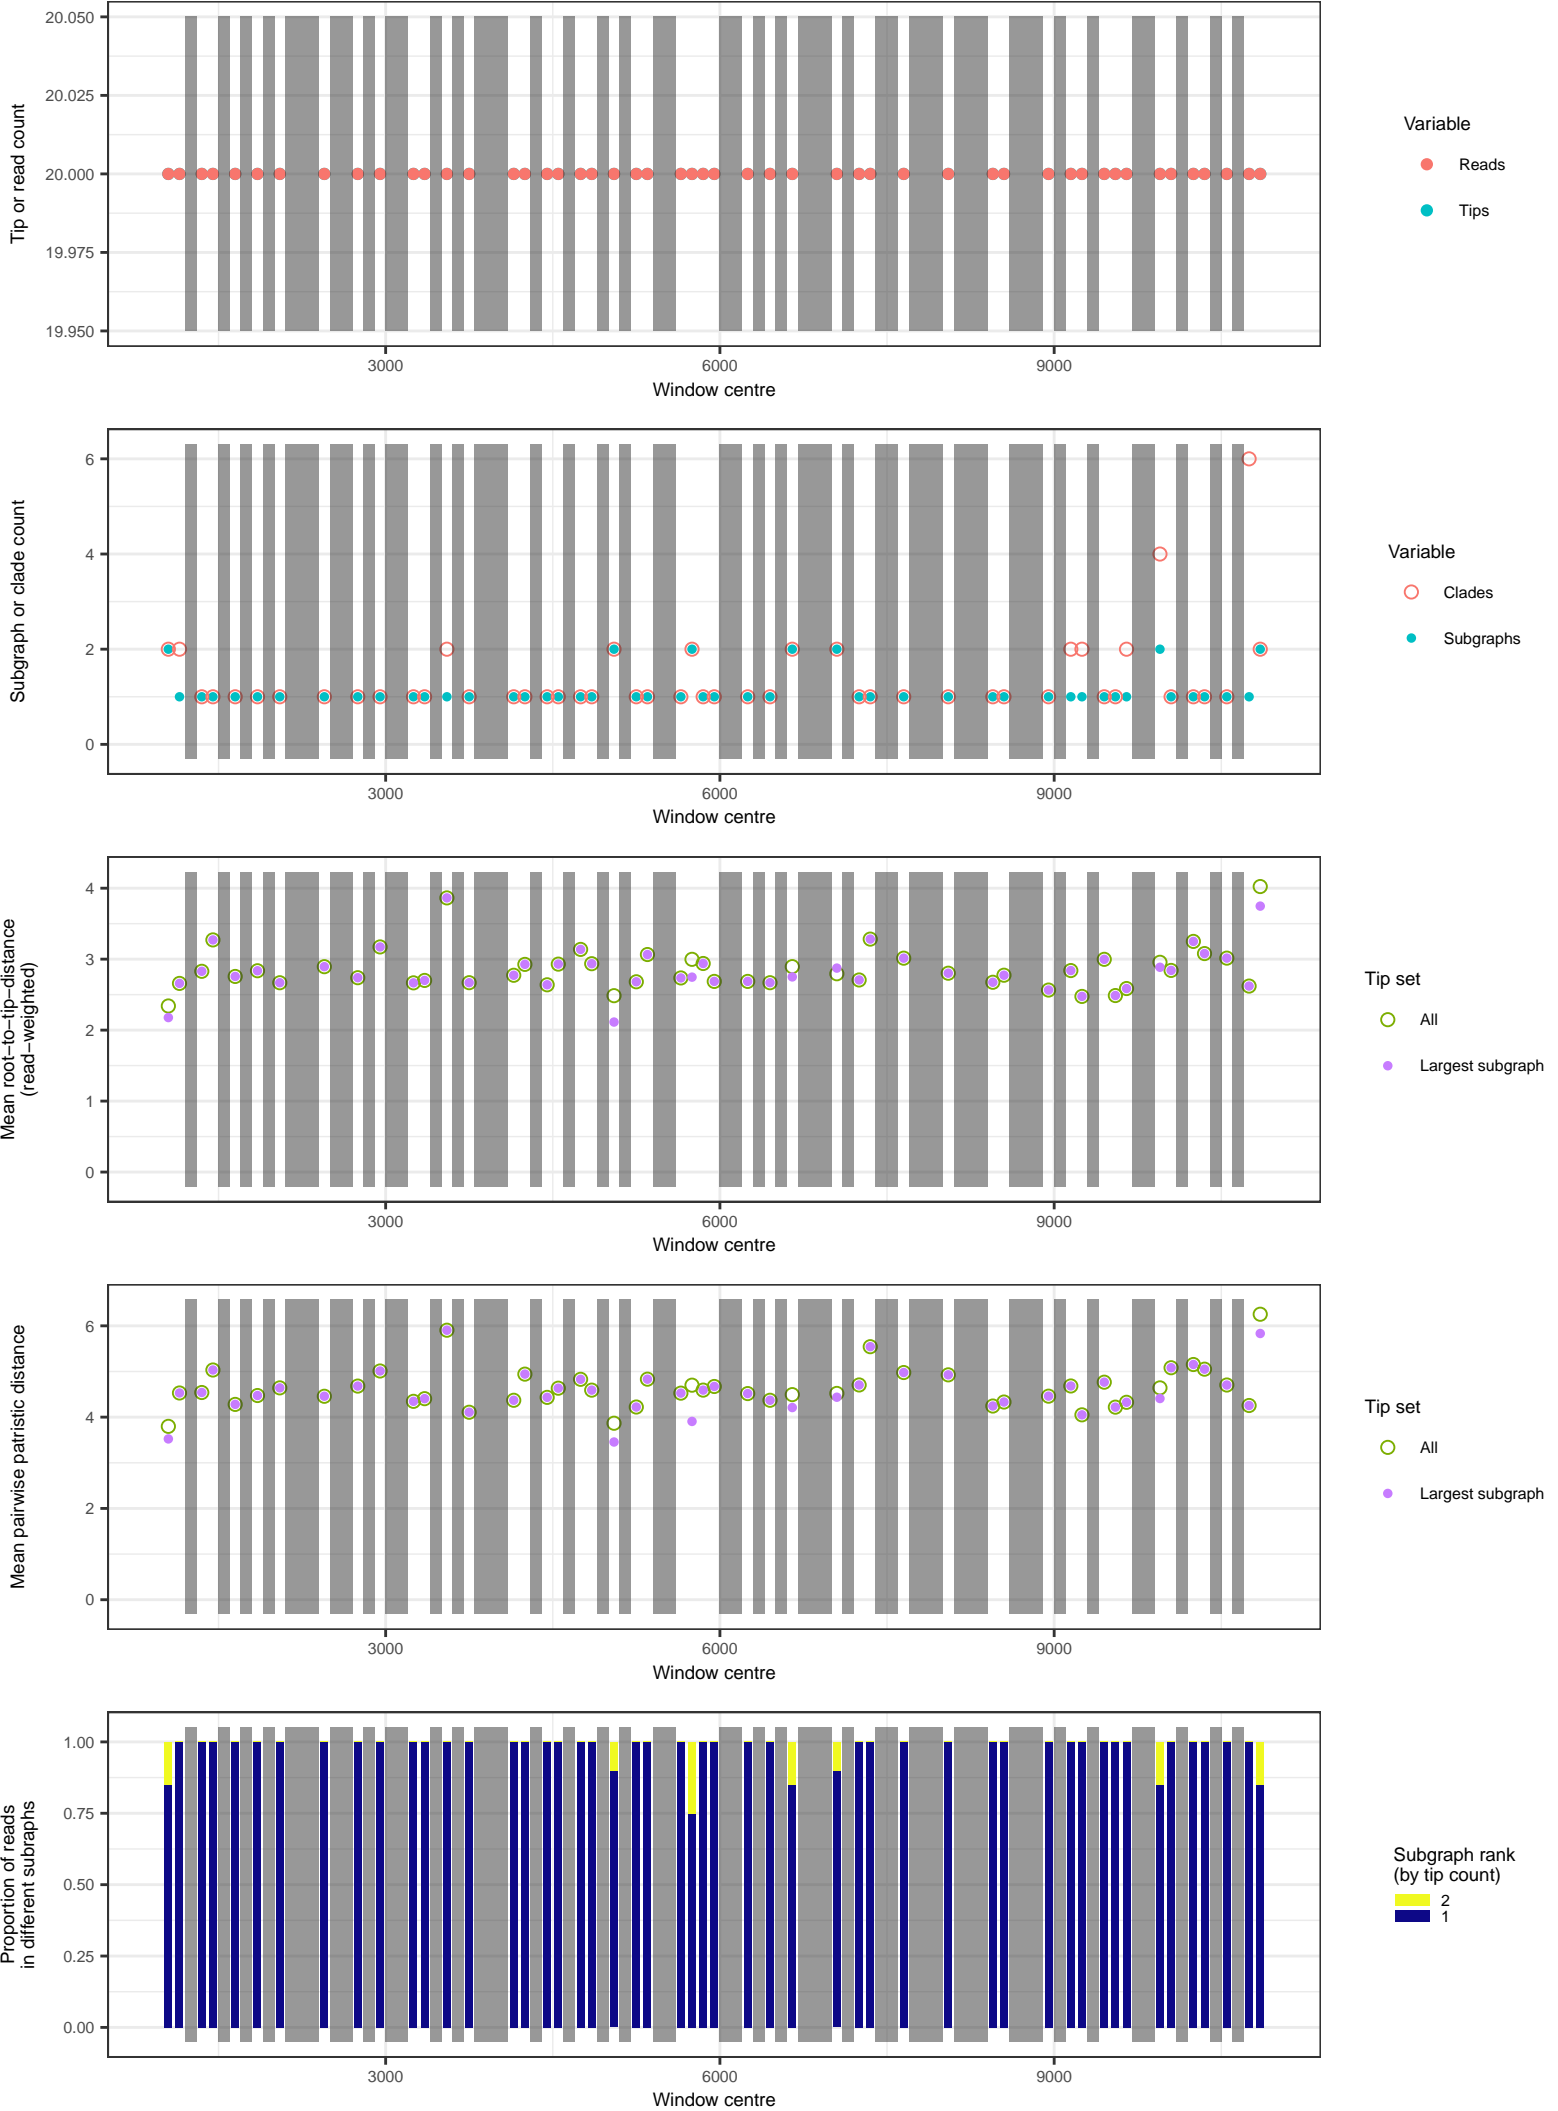 20.050
20.025
20.000
19.975
19.950
Tip or read count
3000
6000
9000
Window centre
Variable
Reads
Tips
6
4
2
0
Subgraph or clade count
3000
6000
9000
Window centre
Variable
Clades
Subgraphs
4
3
2
1
0
Mean root−to−tip−distance
(read−weighted)
3000
6000
9000
Window centre
Tip set
All
Largest subgraph
6
4
2
0
Mean pairwise patristic distance
3000
6000
9000
Window centre
Tip set
All
Largest subgraph
1.00
0.75
0.50
0.25
0.00
Proportion of reads
in different subraphs
3000
6000
9000
Window centre
Subgraph rank
(by tip count)
2
1